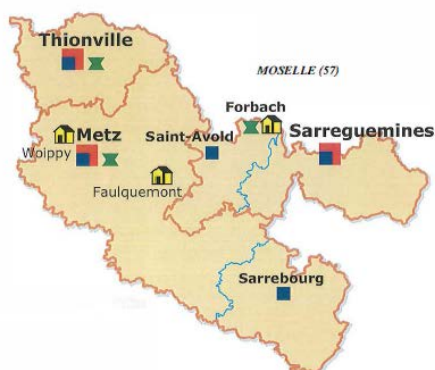 Thionville
MOSELLE (57)
Forbach
Metz
Saint-Avold
Sarreguemines
Woippy
Faulquemont
Sarrebourg